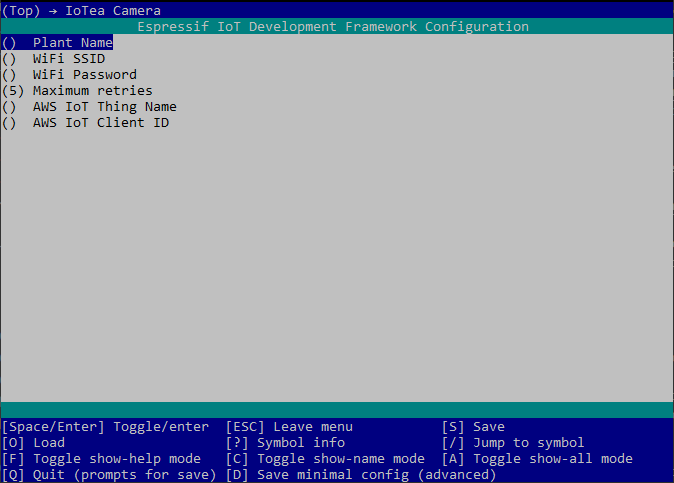 (Top) → IoTea Camera
Espressif IoT Development Framework Configuration
() Plant Name
() WiFi SSID
() WiFi Password
(5) Maximum retries
() AWS IoT Thing Name
() AWS IoT Client ID
[Space/Enter] Toggle/enter [ESC] Leave menu [S] Save
[O] Load [?] Symbol info [/] Jump to symbol
[F] Toggle show-help mode [C] Toggle show-name mode [A] Toggle show-all mode
[Q] Quit (prompts for save) [D] Save minimal config (advanced)